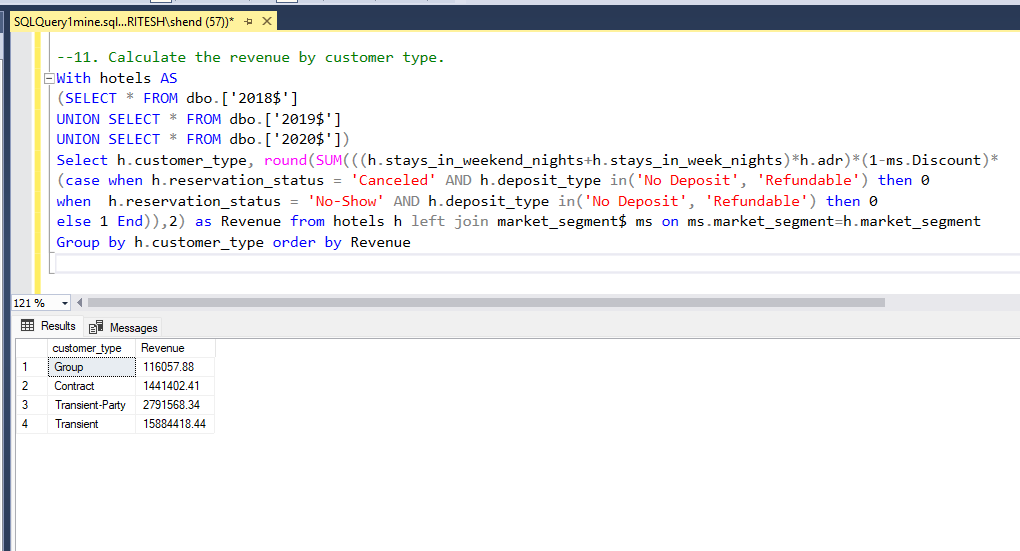 SQLQuery1mine.sql...RITESH\shend (57))*
--11. Calculate the revenue by customer type.
With hotels AS
(SELECT * FROM dbo.['2018$']
UNION SELECT * FROM dbo.['2019$']
UNION SELECT * FROM dbo.['2020$'])
Select h.customer_type, round(SUM(((h.stays_in_weekend_nights+h.stays_in_week_nights)*h.adr)*(1-ms.Discount)*
(case when h.reservation_status = 'Canceled' AND h.deposit_type in('No Deposit', 'Refundable') then 0
when  h.reservation_status = 'No-Show' AND h.deposit_type in('No Deposit', 'Refundable') then 0
else 1 End)),2) as Revenue from hotels h left join market_segment$ ms on ms.market_segment=h.market_segment
Group by h.customer_type order by Revenue
121 %
Results Messages
customer_type Revenue
1 Group 116057.88
2 Contract 1441402.41
3 Transient-Party 2791568.34
4 Transient 15884418.44